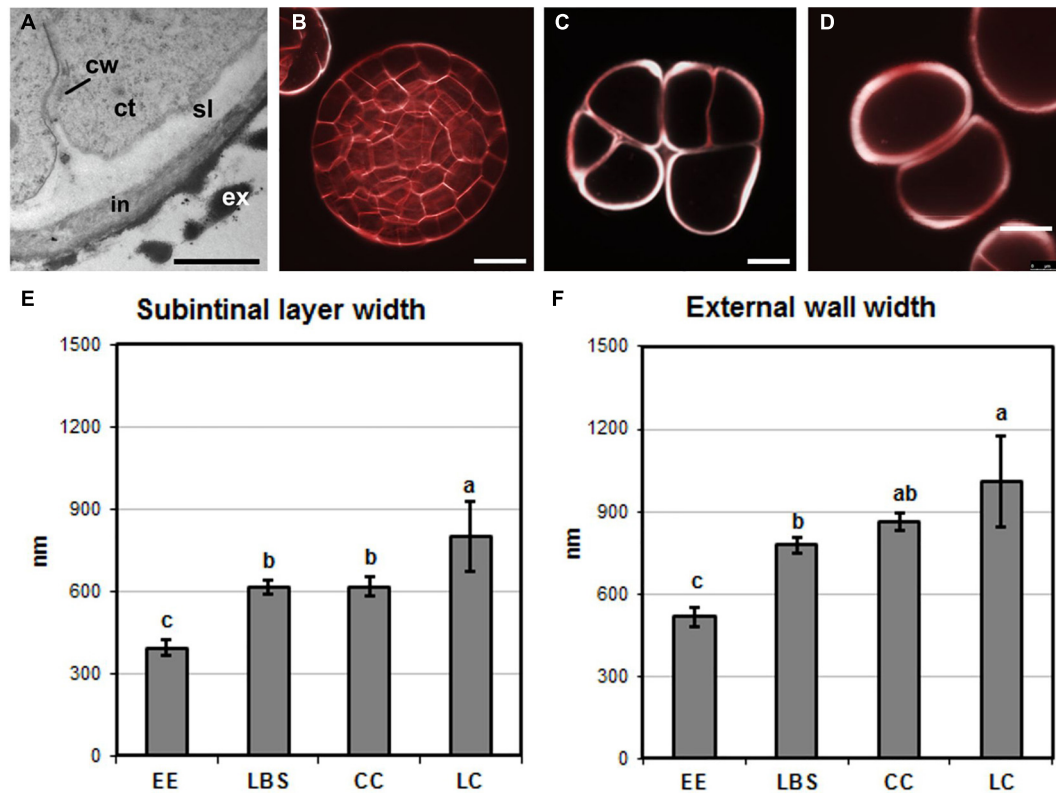 A
B
C
D
cw
ct
sl
in
ex
E
Subintinal layer width
1500
1200
900
600
300
0
nm
c
b
b
a
EE LBS CC LC
F
External wall width
1500
1200
900
600
300
0
nm
c
b
ab
a
EE LBS CC LC